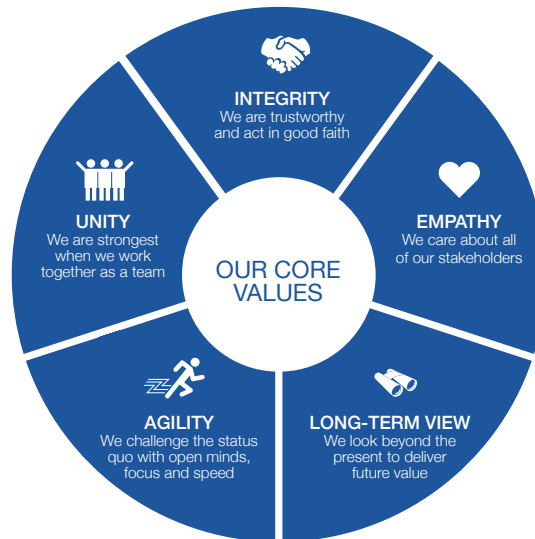 INTEGRITY
We are trustworthy
and act in good faith
EMPATHY
We care about all
of our stakeholders
LONG-TERM VIEW
We look beyond the
present to deliver
future value
AGILITY
We challenge the status
quo with open minds,
focus and speed
UNITY
We are strongest
when we work
together as a team
OUR CORE
VALUES